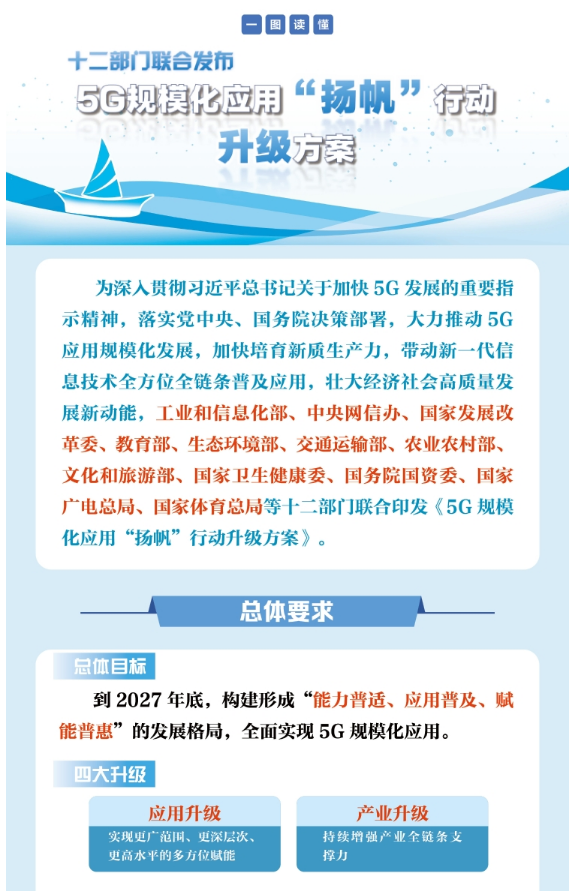 一图读懂
十二部门联合发布
5G规模化应用“扬帆”行动
升级方案
为深入贯彻习近平总书记关于加快 5G 发展的重要指
示精神，落实党中央、国务院决策部署，大力推动 5G
应用规模化发展，加快培育新质生产力，带动新一代信
息技术全方位全链条普及应用，壮大经济社会高质量发
展新动能，工业和信息化部、中央网信办、国家发展改
革委、教育部、生态环境部、交通运输部、农业农村部、
文化和旅游部、国家卫生健康委、国务院国资委、国家
广电总局、国家体育总局等十二部门联合印发《5G 规模
化应用“扬帆”行动升级方案》。
总体要求
总体目标
到 2027 年底，构建形成“能力普适、应用普及、赋
能普惠”的发展格局，全面实现 5G 规模化应用。
四大升级
应用升级
实现更广范围、更深层次、
更高水平的多方位赋能
产业升级
持续增强产业全链条支
撑力